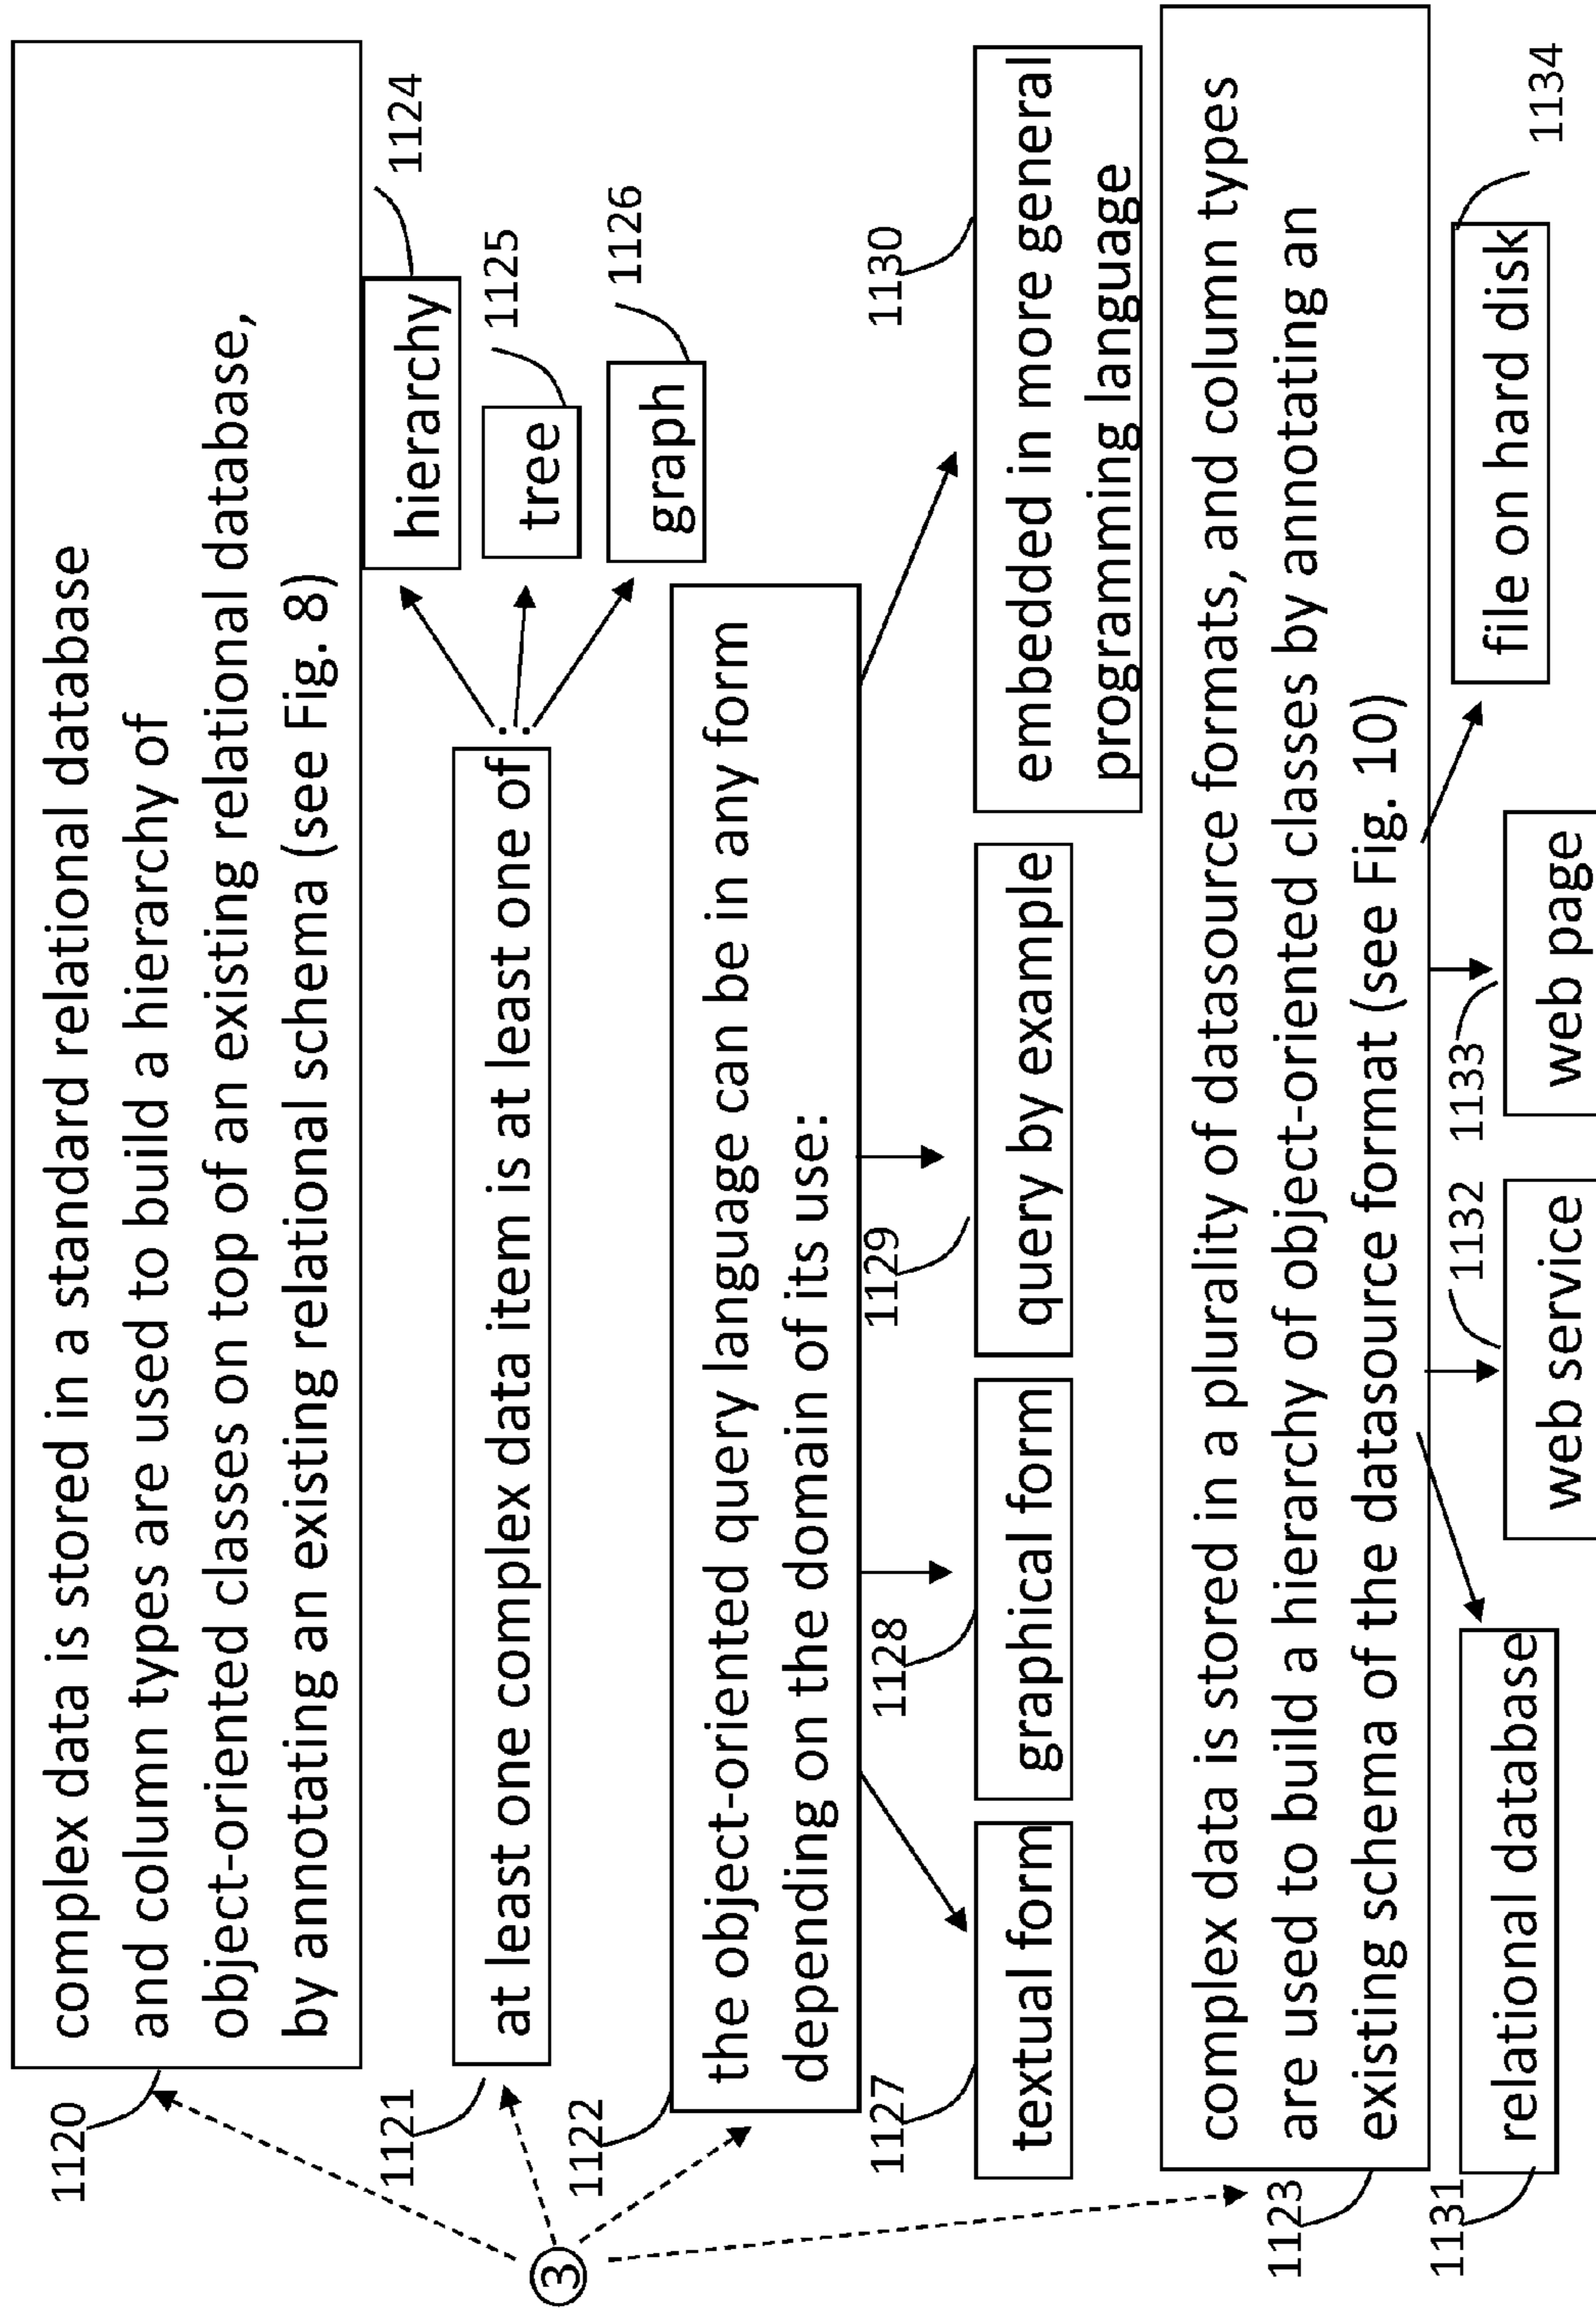 1120
complex data is stored in a standard relational database
and column types are used to build a hierarchy of
object-oriented classes on top of an existing relational database,
by annotating an existing relational schema (see Fig. 8)
1124
hierarchy
1121
at least one complex data item is at least one of :
1125
tree
1126
graph
3
1122
the object-oriented query language can be in any form
depending on the domain of its use:
1127
textual form
1128
graphical form
1129
query by example
1130
embedded in more general
programming language
1123
complex data is stored in a plurality of datasource formats, and column types
are used to build a hierarchy of object-oriented classes by annotating an
existing schema of the datasource format (see Fig. 10)
1131
relational database
1132
web service
1133
web page
1134
file on hard disk